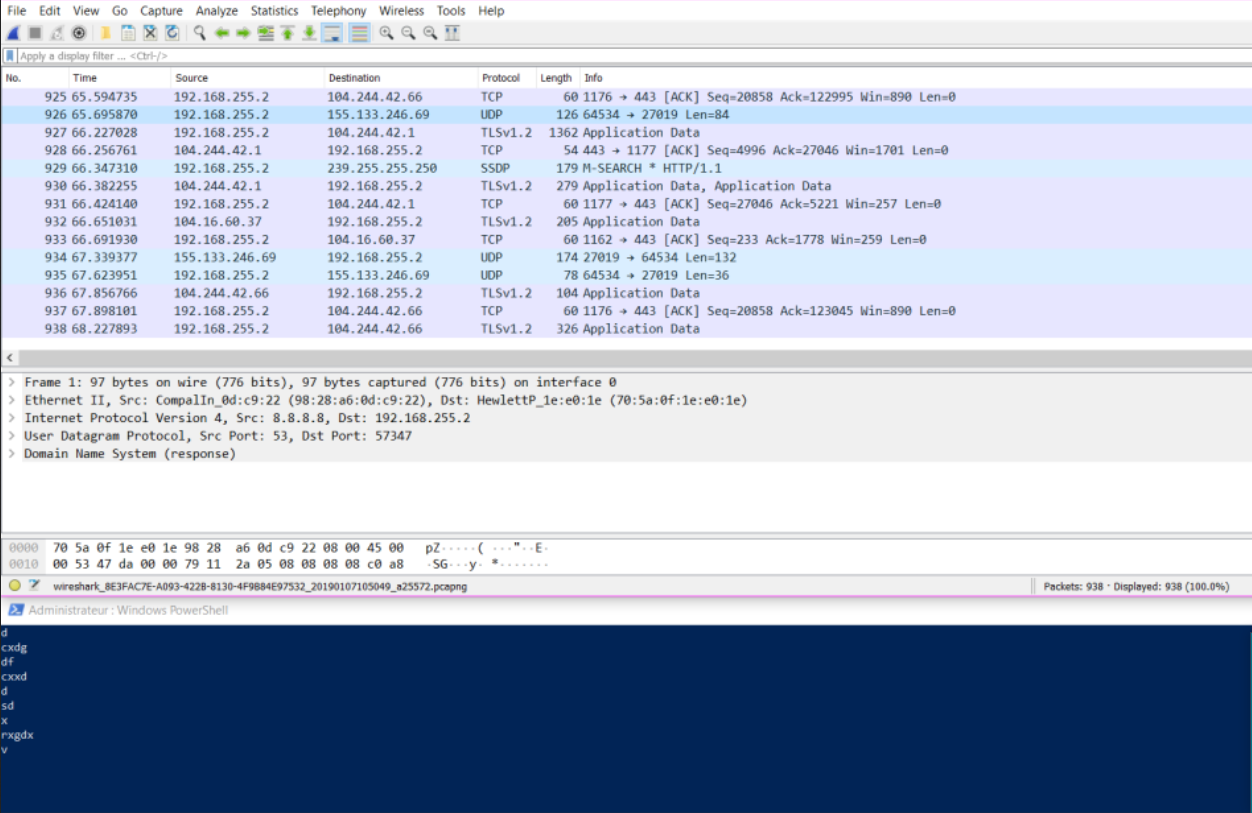 File Edit View Go Capture Analyze Statistics Telephony Wireless Tools Help
Apply a display filter ... <Ctrl-/>
No. Time Source Destination Protocol Length Info
925 65.594735 192.168.255.2 104.244.42.66 TCP 60 1176 → 443 [ACK] Seq=20858 Ack=122995 Win=890 Len=0
926 65.695870 192.168.255.2 155.133.246.69 UDP 126 64534 → 27019 Len=84
927 66.227028 192.168.255.2 104.244.42.1 TLSv1.2 1362 Application Data
928 66.256761 104.244.42.1 192.168.255.2 TCP 54 443 → 1177 [ACK] Seq=4996 Ack=27046 Win=1701 Len=0
929 66.347310 192.168.255.2 239.255.255.250 SSDP 179 M-SEARCH * HTTP/1.1
930 66.382255 104.244.42.1 192.168.255.2 TLSv1.2 279 Application Data, Application Data
931 66.424140 192.168.255.2 104.244.42.1 TCP 60 1177 → 443 [ACK] Seq=27046 Ack=5221 Win=257 Len=0
932 66.651031 104.16.60.37 192.168.255.2 TLSv1.2 205 Application Data
933 66.691930 192.168.255.2 104.16.60.37 TCP 60 1162 → 443 [ACK] Seq=233 Ack=1778 Win=259 Len=0
934 67.339377 155.133.246.69 192.168.255.2 UDP 174 27019 → 64534 Len=132
935 67.623951 192.168.255.2 155.133.246.69 UDP 78 64534 → 27019 Len=36
936 67.856766 104.244.42.66 192.168.255.2 TLSv1.2 104 Application Data
937 67.898101 192.168.255.2 104.244.42.66 TCP 60 1176 → 443 [ACK] Seq=20858 Ack=123045 Win=890 Len=0
938 68.227893 192.168.255.2 104.244.42.66 TLSv1.2 326 Application Data
Frame 1: 97 bytes on wire (776 bits), 97 bytes captured (776 bits) on interface 0
Ethernet II, Src: CompalIn_0d:c9:22 (98:28:a6:0d:c9:22), Dst: HewlettP_1e:e0:1e (70:5a:0f:1e:e0:1e)
Internet Protocol Version 4, Src: 8.8.8.8, Dst: 192.168.255.2
User Datagram Protocol, Src Port: 53, Dst Port: 57347
Domain Name System (response)
0000 70 5a 0f 1e e0 1e 98 28 a6 0d c9 22 08 00 45 00 pZ·····( ···"··E·
0010 00 53 47 da 00 00 79 11 2a 05 08 08 08 08 c0 a8 ·SG···y· *·······
wireshark_8E3FAC7E-A093-422B-8130-4F9B84E97532_20190107105049_a25572.pcapng Packets: 938 · Displayed: 938 (100.0%)
Administrateur : Windows PowerShell
d
cxdg
df
cxxd
d
sd
x
rxgdx
v